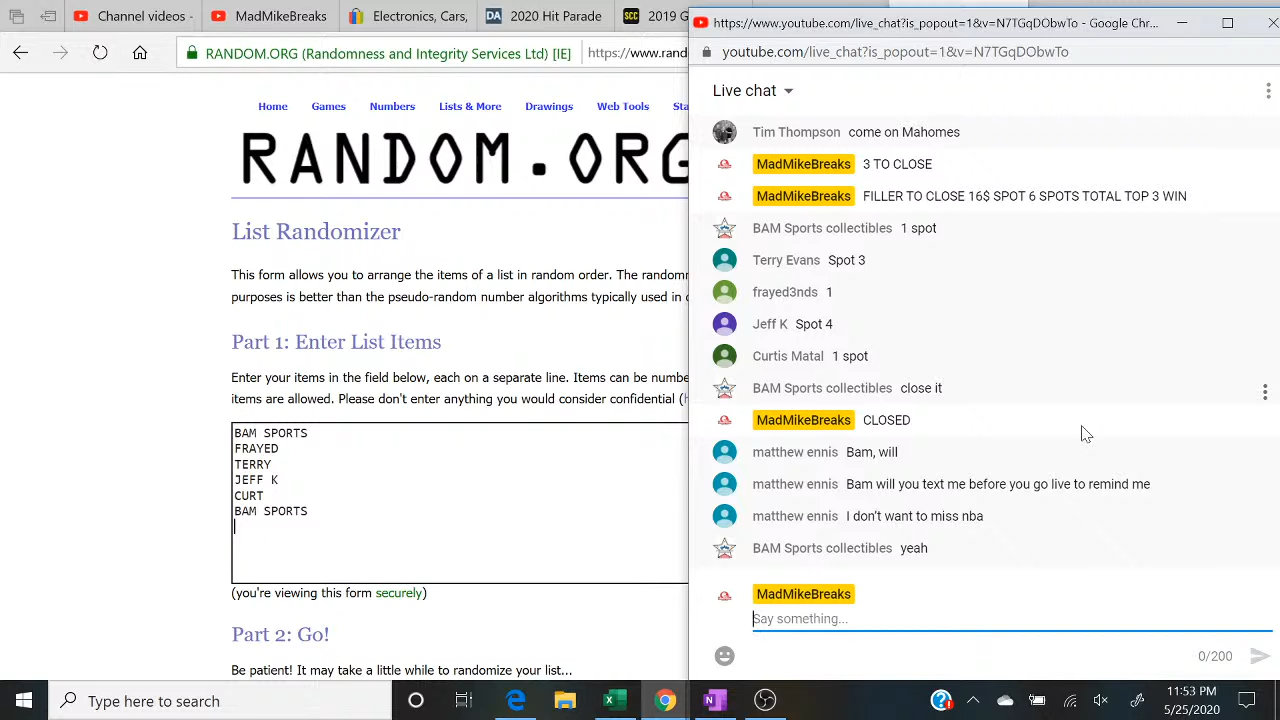 Channel videos -
MadMikeBreaks
Electronics, Cars,
DA 2020 Hit Parade
SCC 2019 G
RANDOM.ORG (Randomness and Integrity Services Ltd) [IE]
https://www.rand
Home Games Numbers Lists & More Drawings Web Tools Sta
RANDOM.ORG
List Randomizer
This form allows you to arrange the items of a list in random order. The randomn
purposes is better than the pseudo-random number algorithms typically used in c
Part 1: Enter List Items
Enter your items in the field below, each on a separate line. Items can be numbe
items are allowed. Please don't enter anything you would consider confidential (
BAM SPORTS
FRAYED
TERRY
JEFF K
CURT
BAM SPORTS
(you're viewing this form securely)
Part 2: Go!
Be patient! It may take a little while to randomize your list...
https://www.youtube.com/live_chat?is_popout=1&v=N7TGqDObwTo - Google Chr...
youtube.com/live_chat?is_popout=1&v=N7TGqDObwTo
Live chat
Tim Thompson come on Mahomes
MadMikeBreaks 3 TO CLOSE
MadMikeBreaks FILLER TO CLOSE 16$ SPOT 6 SPOTS TOTAL TOP 3 WIN
BAM Sports collectibles 1 spot
Terry Evans Spot 3
frayed3nds 1
Jeff K Spot 4
Curtis Matal 1 spot
BAM Sports collectibles close it
MadMikeBreaks CLOSED
matthew ennis Bam, will
matthew ennis Bam will you text me before you go live to remind me
matthew ennis I don't want to miss nba
BAM Sports collectibles yeah
MadMikeBreaks
Say something...
0/200
Type here to search
11:53 PM
5/25/2020